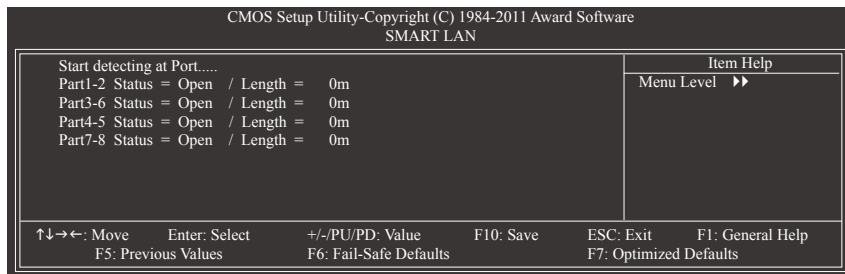 CMOS Setup Utility-Copyright (C) 1984-2011 Award Software
SMART LAN
Start detecting at Port.....
Part1-2 Status = Open / Length = 0m
Part3-6 Status = Open / Length = 0m
Part4-5 Status = Open / Length = 0m
Part7-8 Status = Open / Length = 0m
Item Help
Menu Level ▶▶
↑↓→←: Move Enter: Select +/-/PU/PD: Value F10: Save ESC: Exit F1: General Help
F5: Previous Values F6: Fail-Safe Defaults F7: Optimized Defaults